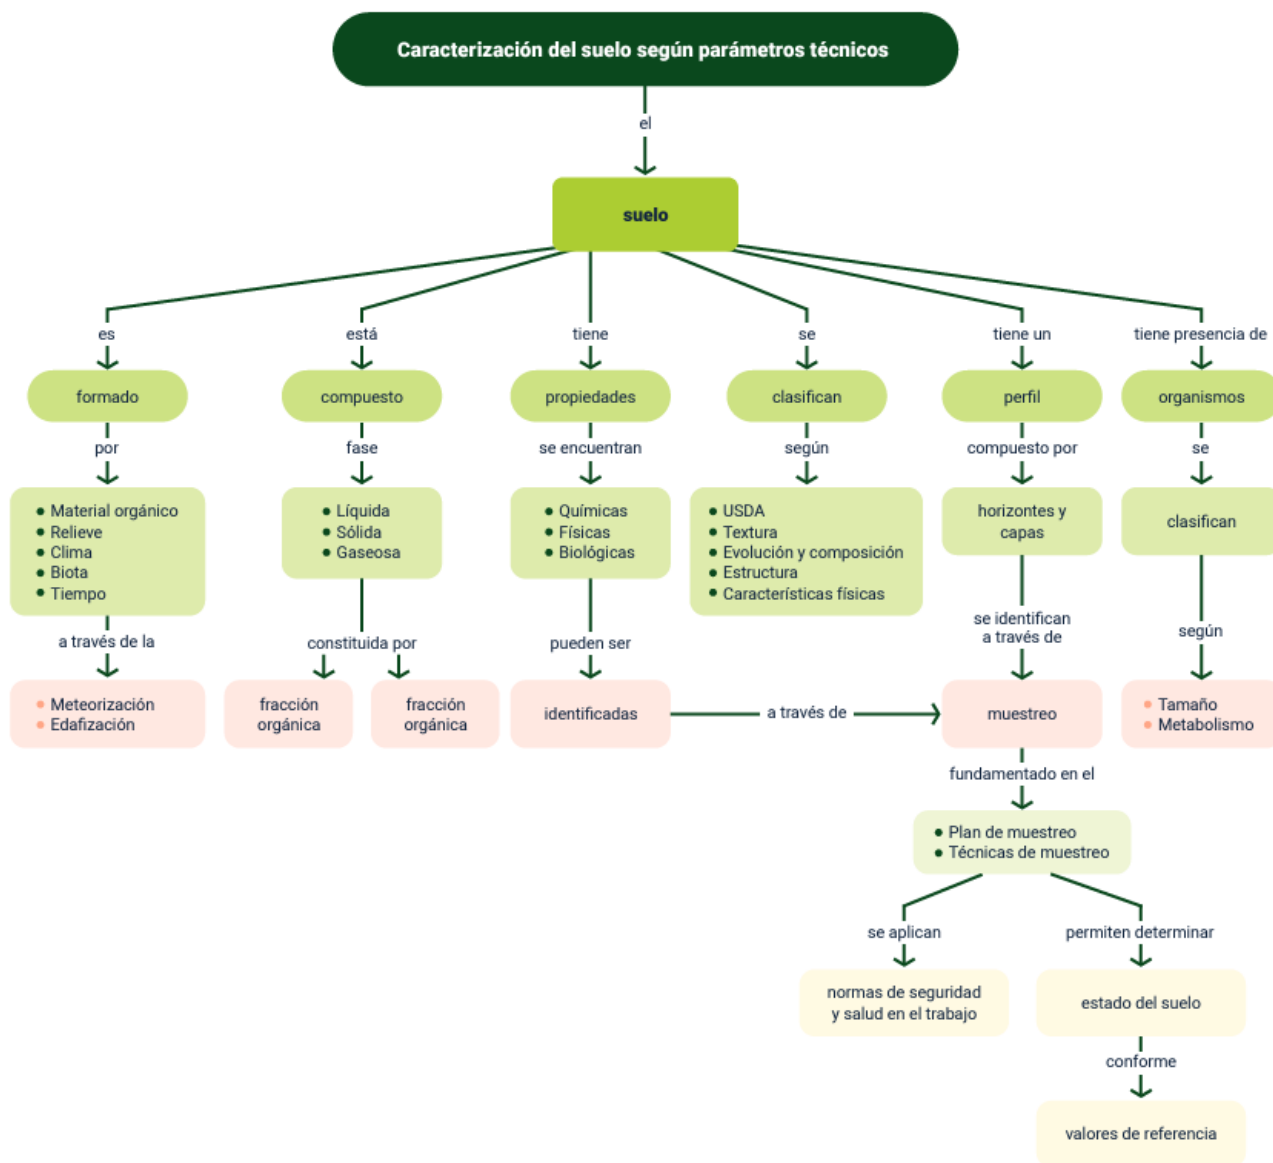 Caracterización del suelo según parámetros técnicos
el
suelo
es
está
tiene
se
tiene un
tiene presencia de
formado
compuesto
propiedades
clasifican
perfil
organismos
por
fase
se encuentran
según
compuesto por
se
Material orgánico
Relieve
Clima
Biota
Tiempo
Líquida
Sólida
Gaseosa
Químicas
Físicas
Biológicas
USDA
Textura
Evolución y composición
Estructura
Características físicas
horizontes y
capas
clasifican
a través de la
constituida por
pueden ser
se identifican
a través de
según
Meteorización
Edafización
fracción
orgánica
fracción
orgánica
identificadas
a través de
muestreo
Tamaño
Metabolismo
fundamentado en el
Plan de muestreo
Técnicas de muestreo
se aplican
permiten determinar
normas de seguridad
y salud en el trabajo
estado del suelo
conforme
valores de referencia